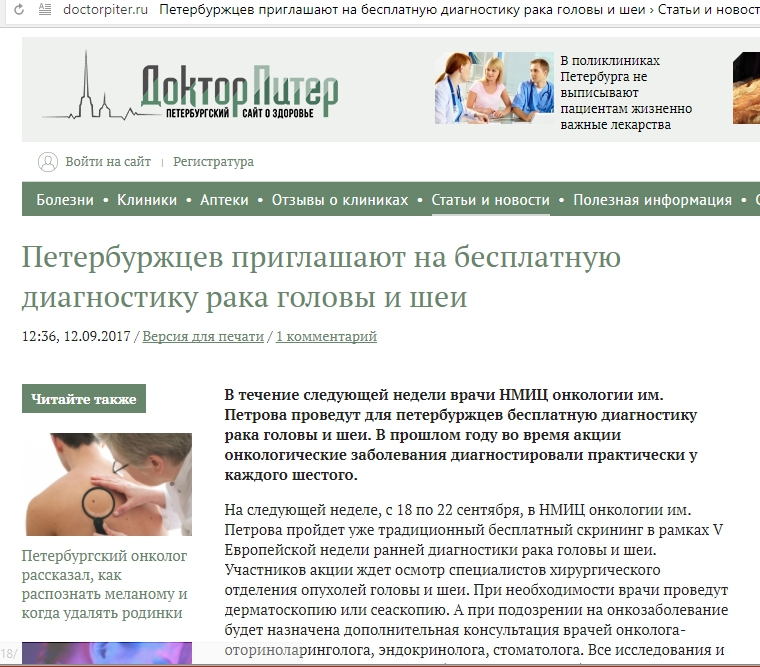 doctorpiter.ru Петербуржцев приглашают на бесплатную диагностику рака головы и шеи › Статьи и новост
ДокторПитер
ПЕТЕРБУРГСКИЙ САЙТ О ЗДОРОВЬЕ
В поликлиниках
Петербурга не
выписывают
пациентам жизненно
важные лекарства
Войти на сайт | Регистратура
Болезни • Клиники • Аптеки • Отзывы о клиниках • Статьи и новости • Полезная информация •
Петербуржцев приглашают на бесплатную
диагностику рака головы и шеи
12:36, 12.09.2017 / Версия для печати / 1 комментарий
Читайте также
Петербургский онколог
рассказал, как
распознать меланому и
когда удалять родинки
В течение следующей недели врачи НМИЦ онкологии им.
Петрова проведут для петербуржцев бесплатную диагностику
рака головы и шеи. В прошлом году во время акции
онкологические заболевания диагностировали практически у
каждого шестого.
На следующей неделе, с 18 по 22 сентября, в НМИЦ онкологии им.
Петрова пройдет уже традиционный бесплатный скрининг в рамках V
Европейской недели ранней диагностики рака головы и шеи.
Участников акции ждет осмотр специалистов хирургического
отделения опухолей головы и шеи. При необходимости врачи проведут
дерматоскопию или сеаскопию. А при подозрении на онкозаболевание
будет назначена дополнительная консультация врачей онколога-
оториноларинголога, эндокринолога, стоматолога. Все исследования и
18/